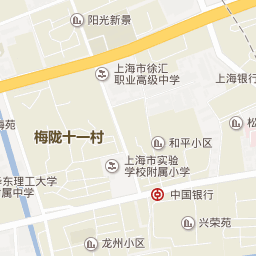 阳光新景
上海市徐汇
职业高级中学
上海银行
梅苑
梅陇十一村
和平小区
上海市实验
学校附属小学
东理工大学
附属中学
中国银行
兴荣苑
龙州小区